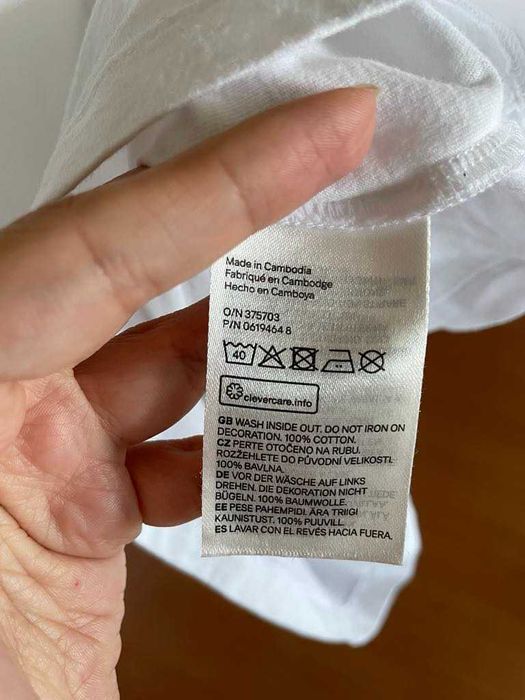 Made in Cambodia
Fabriqué en Cambodge
Hecho en Camboya
O/N 375703
P/N 0619464 8
40
clevercare.info
GB WASH INSIDE OUT. DO NOT IRON ON
DECORATION. 100% COTTON.
CZ PERTE OTOČENO NA RUBU.
ROZŽEHLETE DO PŮVODNÍ VELIKOSTI.
100% BAVLNA.
DE VOR DER WÄSCHE AUF LINKS
DREHEN. DIE DEKORATION NICHT
BÜGELN. 100% BAUMWOLLE.
EE PESE PAHEMPIDI. ÄRA TRIIGI
KAUNISTUST. 100% PUUVILL.
ES LAVAR CON EL REVÉS HACIA FUERA.